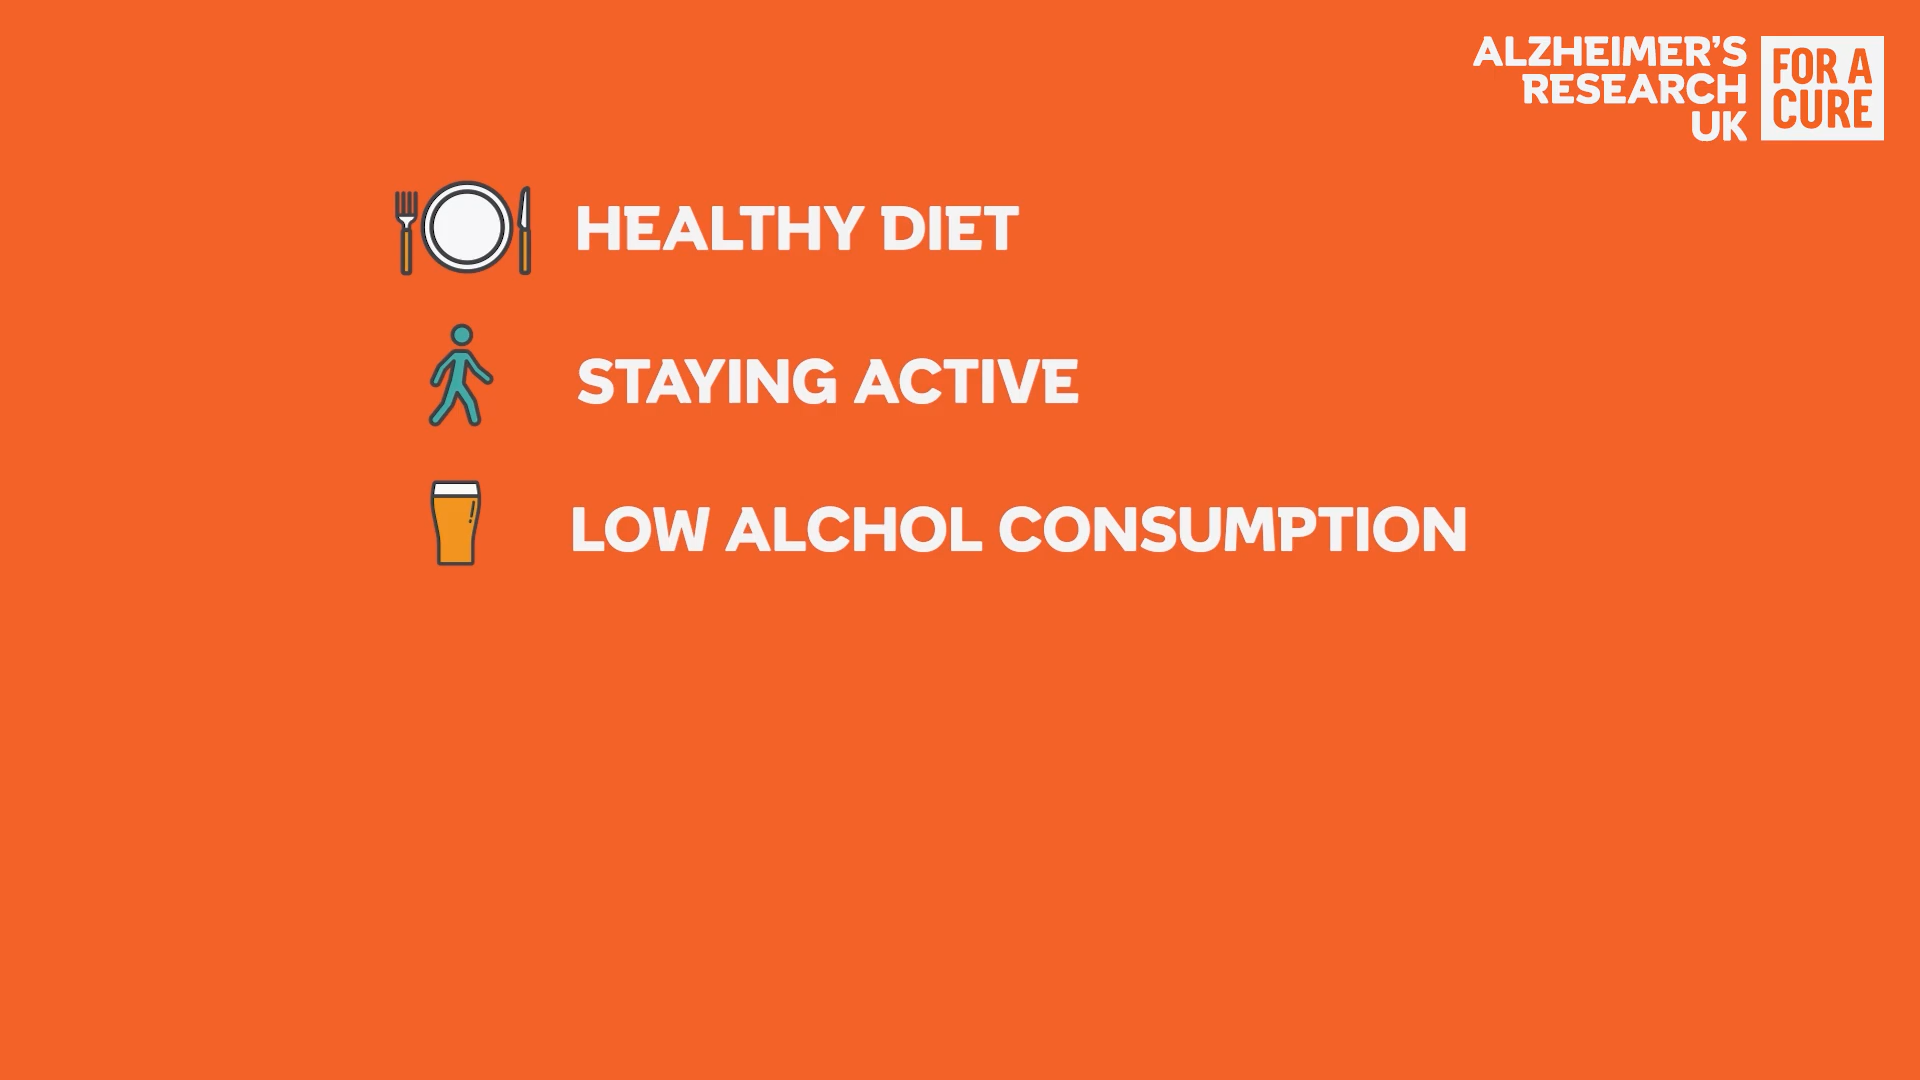 ALZHEIMER'S
RESEARCH
UK
FOR A
CURE
HEALTHY DIET
STAYING ACTIVE
LOW ALCHOL CONSUMPTION